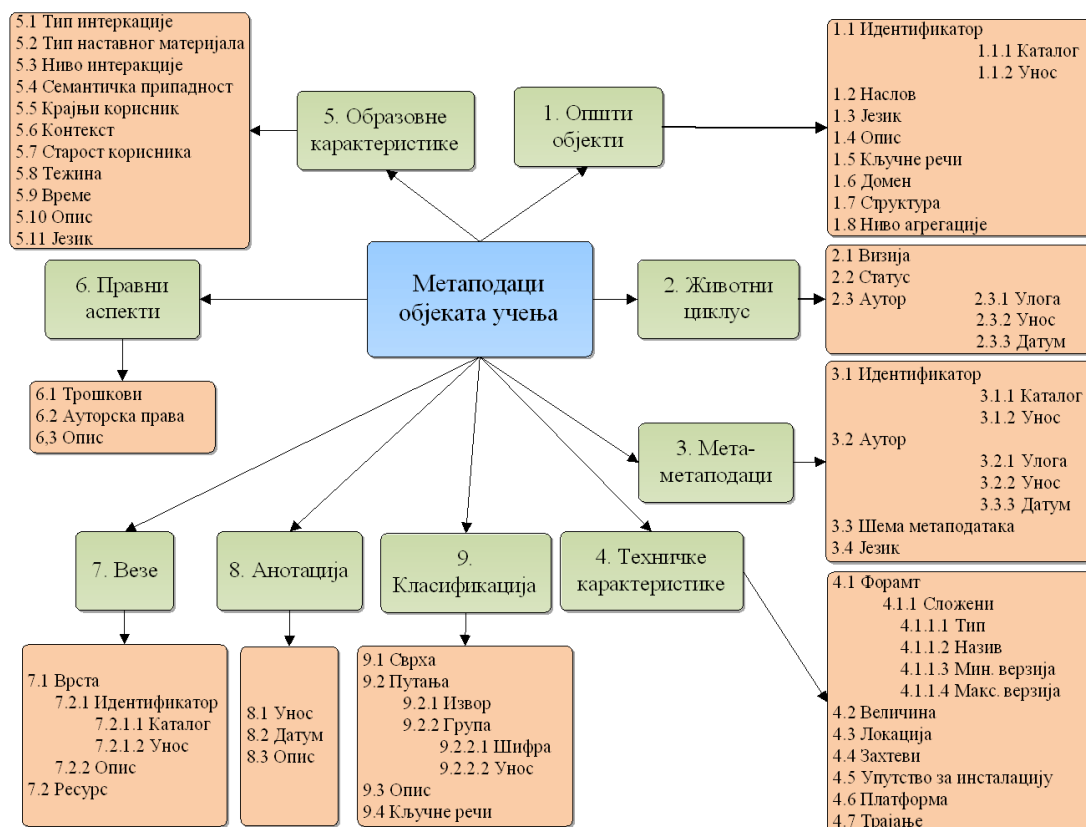 5.1 Тип интеркације
5.2 Тип наставног материјала
5.3 Ниво интеракције
5.4 Семантичка припадност
5.5 Крајњи корисник
5.6 Контекст
5.7 Старост корисника
5.8 Тежина
5.9 Време
5.10 Опис
5.11 Језик
5. Образовне
карактеристике
1. Општи
објекти
1.1 Идентификатор
1.1.1 Каталог
1.1.2 Унос
1.2 Наслов
1.3 Језик
1.4 Опис
1.5 Кључне речи
1.6 Домен
1.7 Структура
1.8 Ниво агрегације
6. Правни
аспекти
Метаподаци
објеката учења
2. Животни
циклус
2.1 Визија
2.2 Статус
2.3 Аутор 2.3.1 Улога
2.3.2 Унос
2.3.3 Датум
6.1 Трошкови
6.2 Ауторска права
6,3 Опис
3. Мета-
метаподаци
3.1 Идентификатор
3.1.1 Каталог
3.1.2 Унос
3.2 Аутор
3.2.1 Улога
3.2.2 Унос
3.3.3 Датум
3.3 Шема метаподатака
3.4 Језик
7. Везе
8. Анотација
9.
Класификација
4. Техничке
карактеристике
7.1 Врста
7.2.1 Идентификатор
7.2.1.1 Каталог
7.2.1.2 Унос
7.2.2 Опис
7.2 Ресурс
8.1 Унос
8.2 Датум
8.3 Опис
9.1 Сврха
9.2 Путања
9.2.1 Извор
9.2.2 Група
9.2.2.1 Шифра
9.2.2.2 Унос
9.3 Опис
9.4 Кључне речи
4.1 Форамт
4.1.1 Сложени
4.1.1.1 Тип
4.1.1.2 Назив
4.1.1.3 Мин. верзија
4.1.1.4 Макс. верзија
4.2 Величина
4.3 Локација
4.4 Захтеви
4.5 Упутство за инсталацију
4.6 Платформа
4.7 Трајање